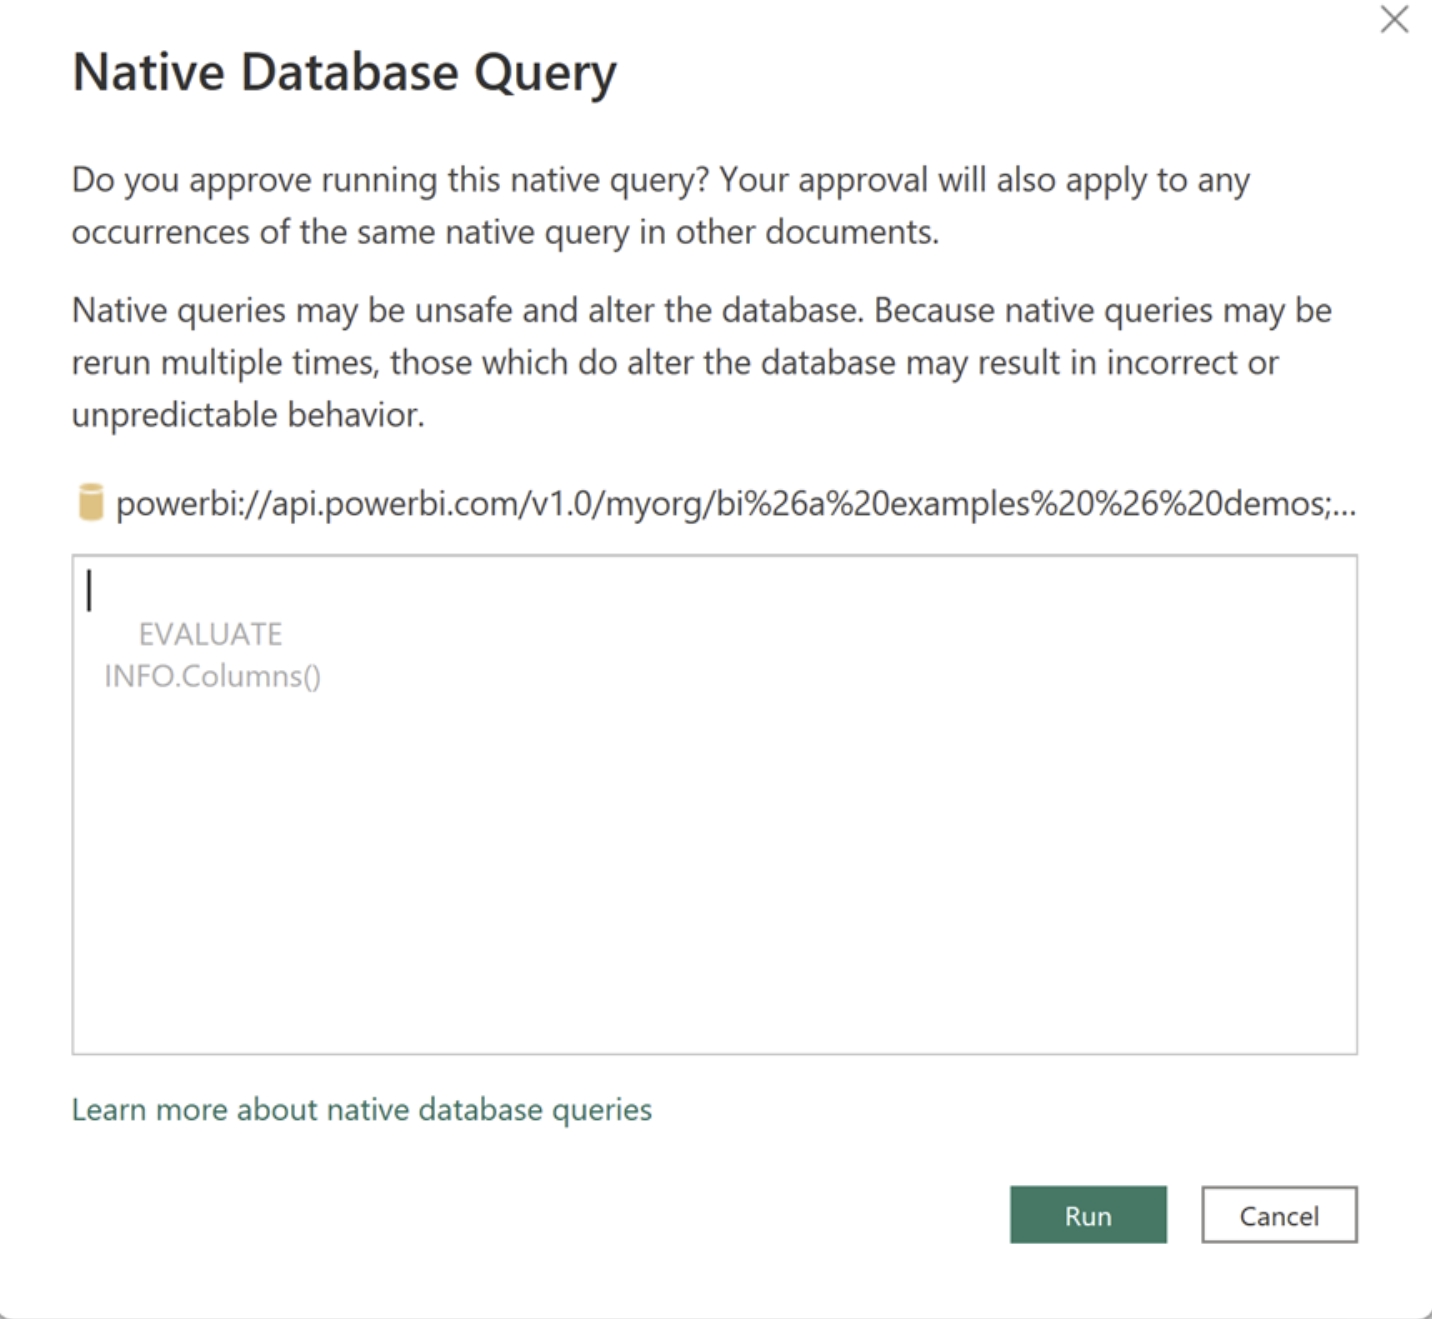 Native Database Query
Do you approve running this native query? Your approval will also apply to any
occurrences of the same native query in other documents.
Native queries may be unsafe and alter the database. Because native queries may be
rerun multiple times, those which do alter the database may result in incorrect or
unpredictable behavior.
powerbi://api.powerbi.com/v1.0/myorg/bi%26a%20examples%20%26%20demos;...
EVALUATE
INFO.Columns()
Learn more about native database queries
Run
Cancel